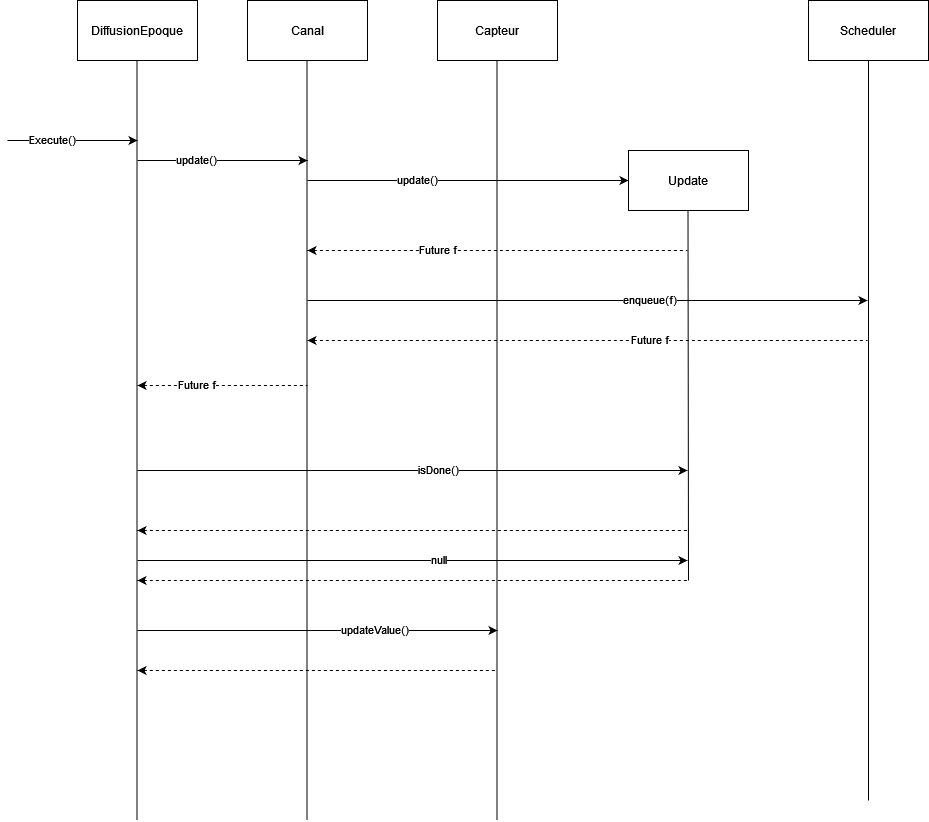 DiffusionEpoque
Canal
Capteur
Scheduler
Execute()
update()
update()
Update
Future f
enqueue(f)
Future f
Future f
isDone()
null
updateValue()